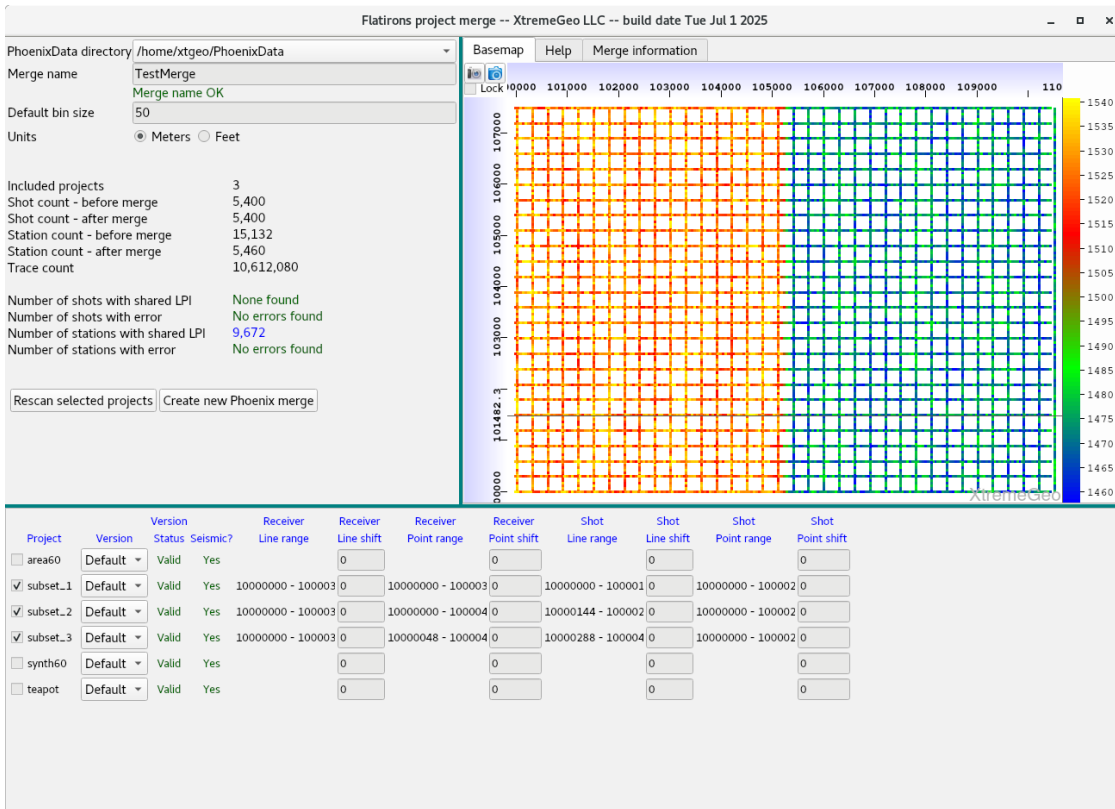 Flatirons project merge -- XtremeGeo LLC -- build date Tue Jul 1 2025
PhoenixData directory /home/xtgeo/PhoenixData
Merge name TestMerge
Merge name OK
Default bin size 50
Units Meters Feet
Included projects 3
Shot count - before merge 5,400
Shot count - after merge 5,400
Station count - before merge 15,132
Station count - after merge 5,460
Trace count 10,612,080
Number of shots with shared LPI None found
Number of shots with error No errors found
Number of stations with shared LPI 9,672
Number of stations with error No errors found
Rescan selected projects Create new Phoenix merge
Basemap Help Merge information
Lock
0000 101000 102000 103000 104000 105000 106000 107000 108000 109000 110
107000
106000
105000
104000
103000
101482.3
0000
1540
1535
1530
1525
1520
1515
1510
1505
1500
1495
1490
1485
1480
1475
1470
1465
1460
XtremeGeo
Version Receiver Receiver Receiver Receiver Shot Shot Shot Shot
Project Version Status Seismic? Line range Line shift Point range Point shift Line range Line shift Point range Point shift
area60 Default Valid Yes 0 0 0 0
subset_1 Default Valid Yes 10000000 - 100003 0 10000000 - 100003 0 10000000 - 100001 0 10000000 - 100002 0
subset_2 Default Valid Yes 10000000 - 100003 0 10000000 - 100004 0 10000144 - 100002 0 10000000 - 100002 0
subset_3 Default Valid Yes 10000000 - 100003 0 10000048 - 100004 0 10000288 - 100004 0 10000000 - 100002 0
synth60 Default Valid Yes 0 0 0 0
teapot Default Valid Yes 0 0 0 0